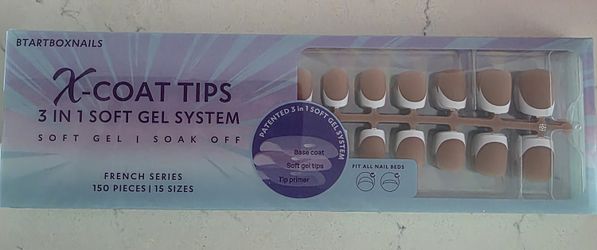 BTARTBOXNAILS
X-COAT TIPS
3 IN 1 SOFT GEL SYSTEM
SOFT GEL | SOAK OFF
FRENCH SERIES
150 PIECES | 15 SIZES
PATENTED 3 in 1 SOFT GEL SYSTEM
Base coat
Soft gel tips
Tip primer
FIT ALL NAIL BEDS